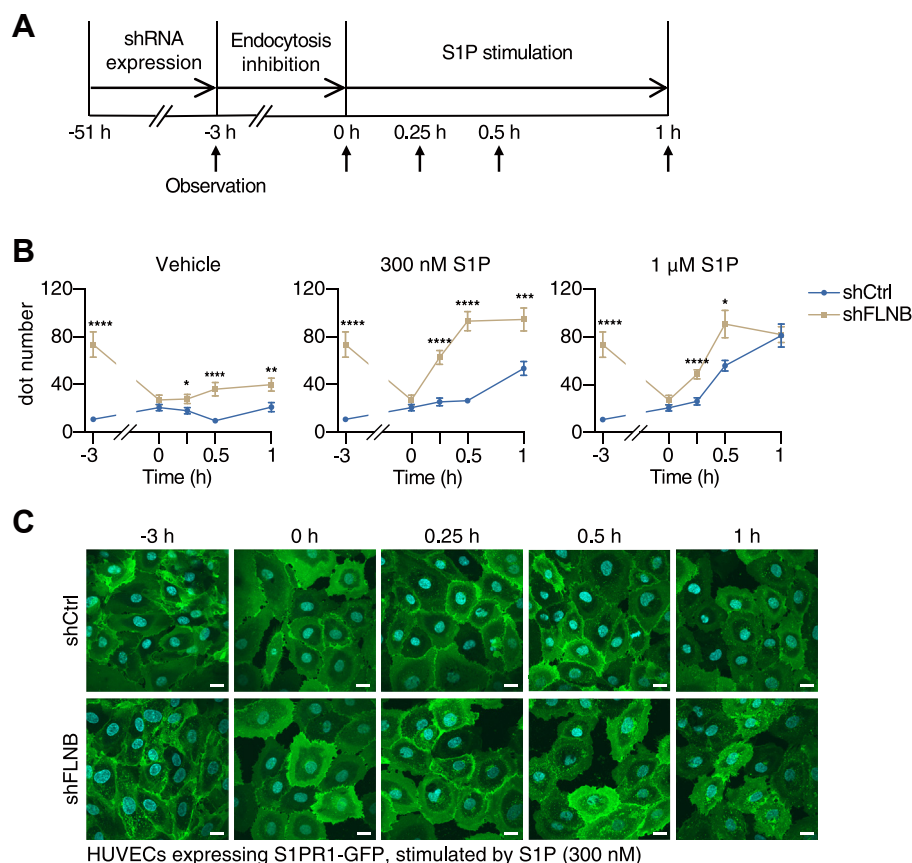 A
shRNA expression
Endocytosis inhibition
S1P stimulation
-51 h
-3 h
0 h
0.25 h
0.5 h
1 h
Observation
B
Vehicle
300 nM S1P
1 μM S1P
shCtrl
shFLNB
dot number
120
80
40
0
****
*
****
**
-3
0
0.5
1
Time (h)
120
80
40
0
****
****
****
***
-3
0
0.5
1
Time (h)
120
80
40
0
****
****
*
-3
0
0.5
1
Time (h)
C
-3 h
0 h
0.25 h
0.5 h
1 h
shCtrl
shFLNB
HUVECs expressing S1PR1-GFP, stimulated by S1P (300 nM)